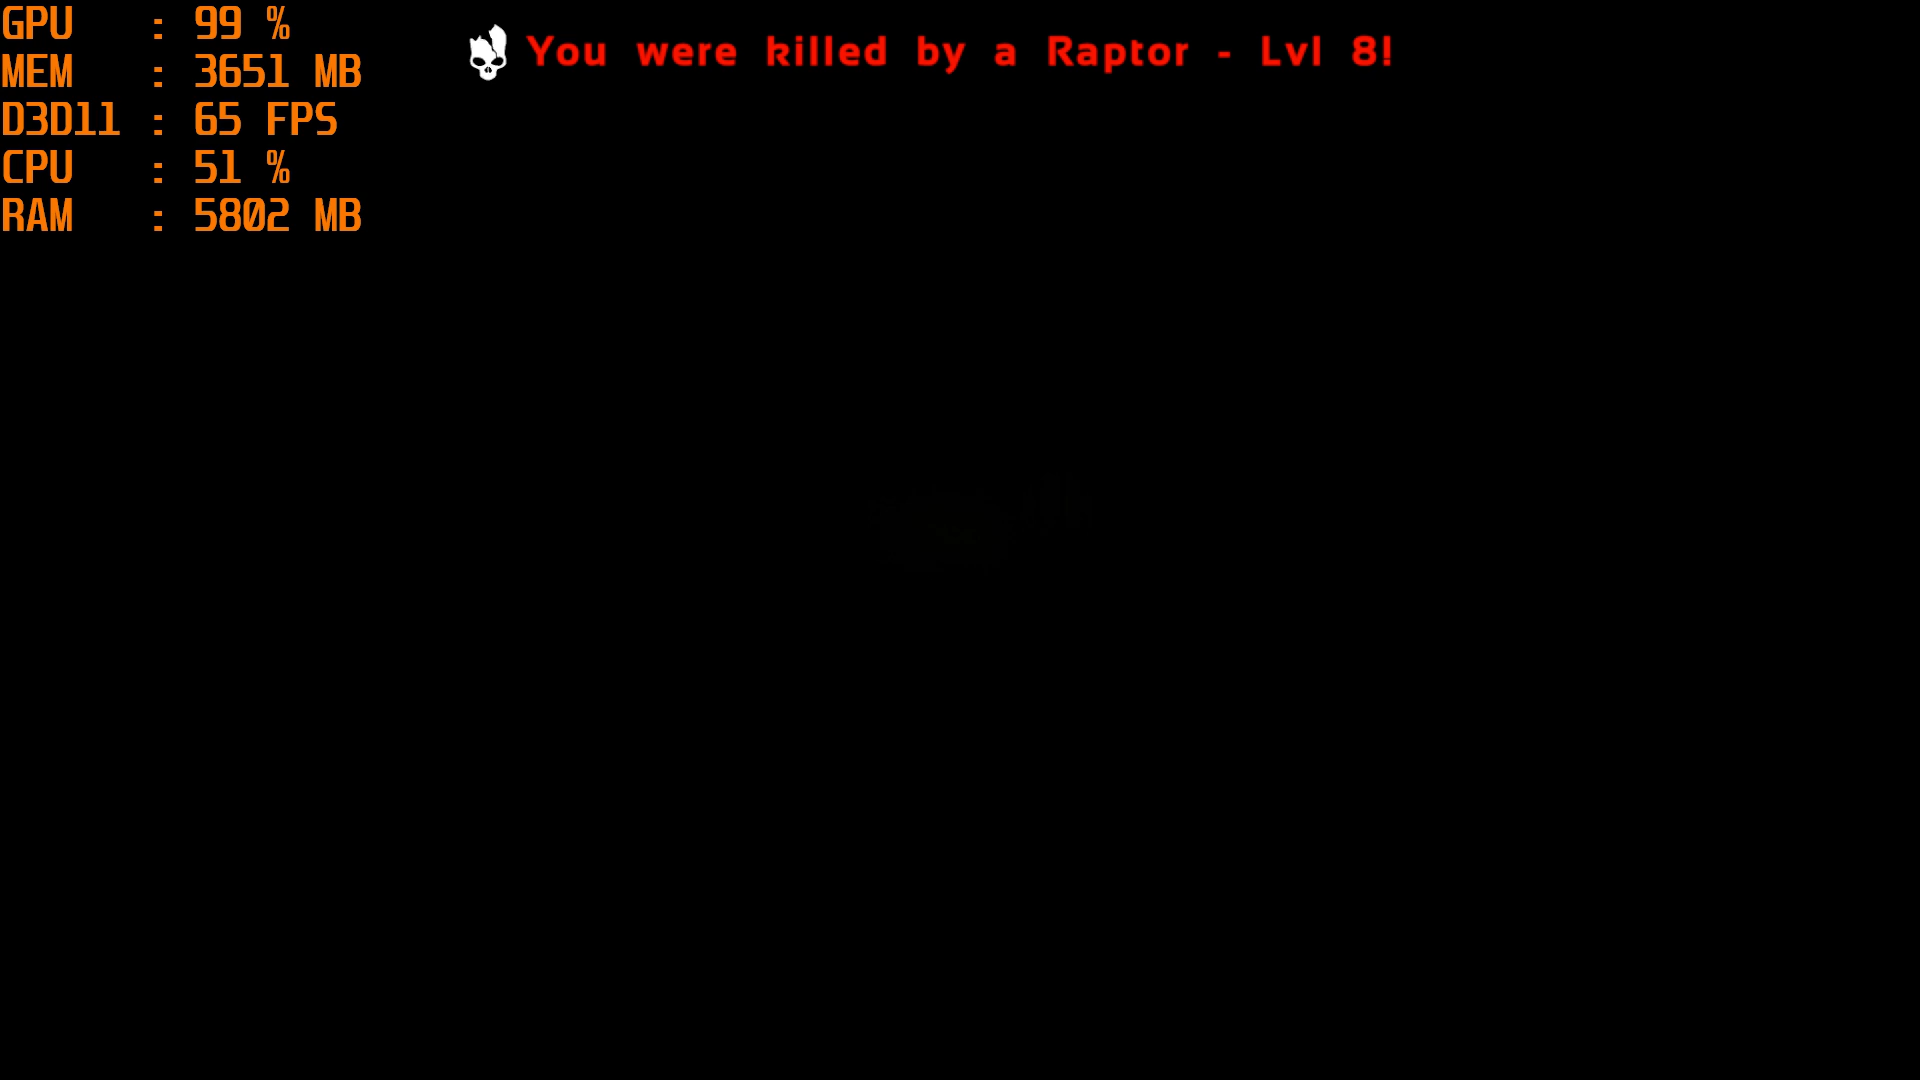 GPU : 99 %
You were killed by a Raptor - Lvl 8!
MEM : 3651 MB
D3D11 : 65 FPS
CPU : 51 %
RAM : 5802 MB